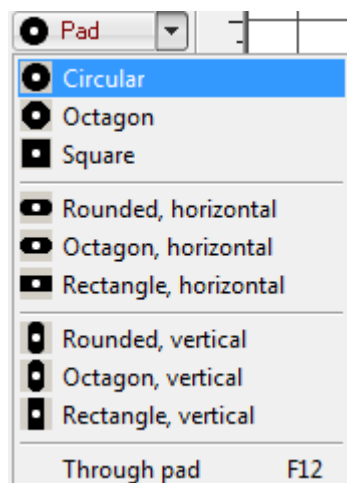 Pad
Circular
Octagon
Square
Rounded, horizontal
Octagon, horizontal
Rectangle, horizontal
Rounded, vertical
Octagon, vertical
Rectangle, vertical
Through pad F12